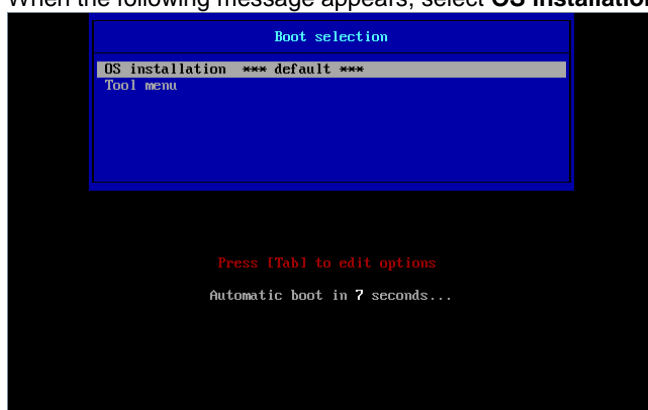 When the following message appears, select OS Installation
Boot selection
OS installation *** default ***
Tool menu
Press [Tab] to edit options
Automatic boot in 7 seconds...